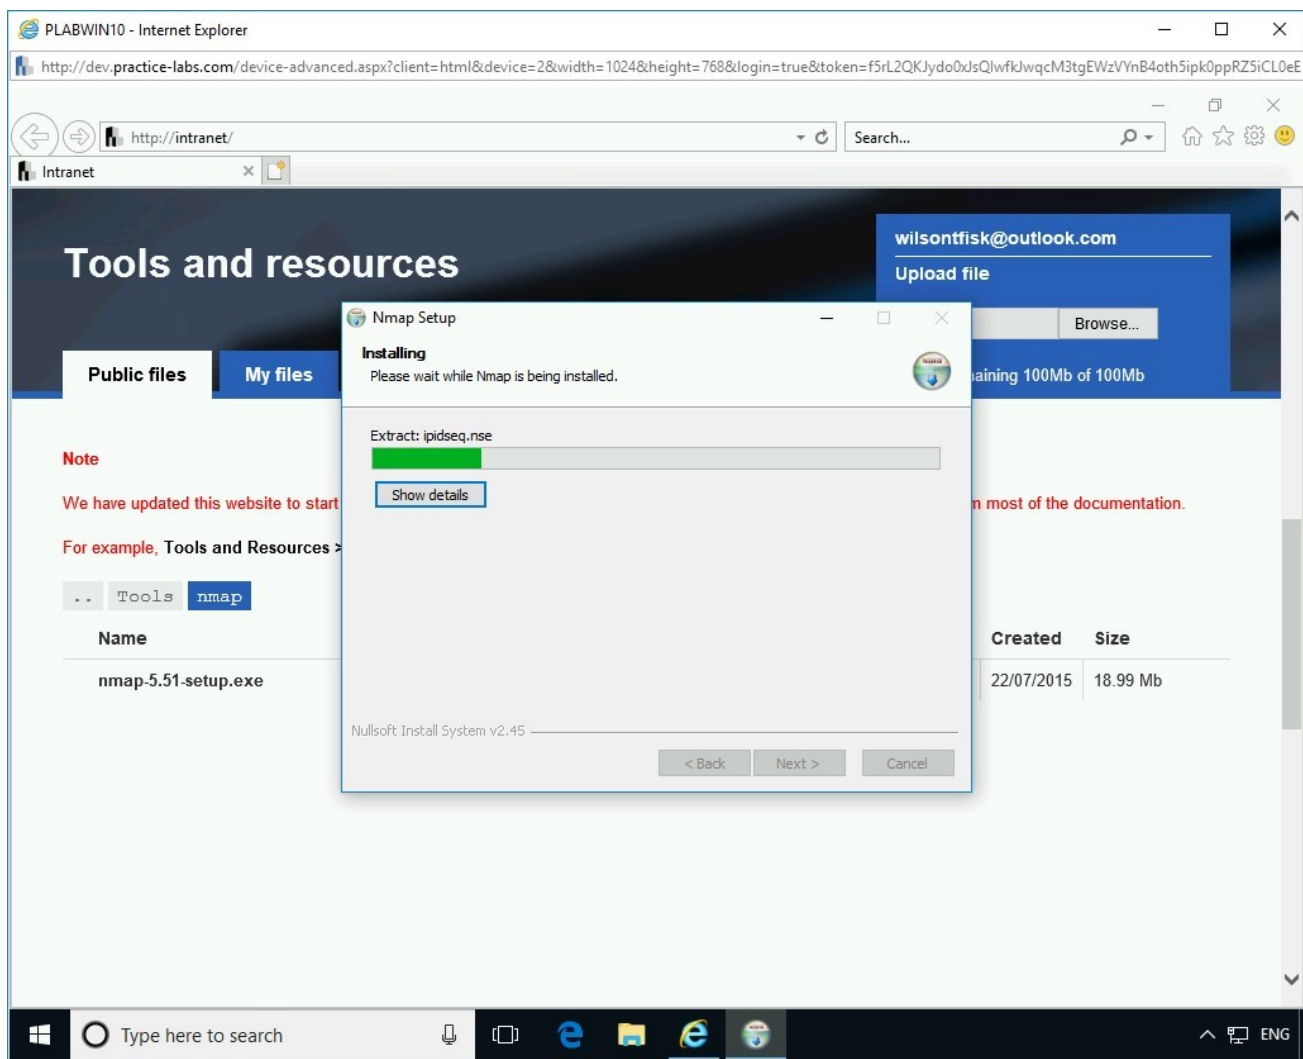 PLABWIN10 - Internet Explorer
http://dev.practice-labs.com/device-advanced.aspx?client=html&device=2&width=1024&height=768&login=true&token=f5rL2QKJydo0xJsQlwfkJwqcM3tgEWzVYnB4oth5ipk0ppRZ5iCL0eE
http://intranet/
Search...
Intranet
Tools and resources
wilsontfisk@outlook.com
Upload file
Browse...
aining 100Mb of 100Mb
Public files
My files
Nmap Setup
Installing
Please wait while Nmap is being installed.
Extract: ipidseq.nse
Show details
Nullsoft Install System v2.45
< Back
Next >
Cancel
Note
We have updated this website to start
m most of the documentation.
For example, Tools and Resources >
.. Tools nmap
Name Created Size
nmap-5.51-setup.exe 22/07/2015 18.99 Mb
Type here to search
ENG